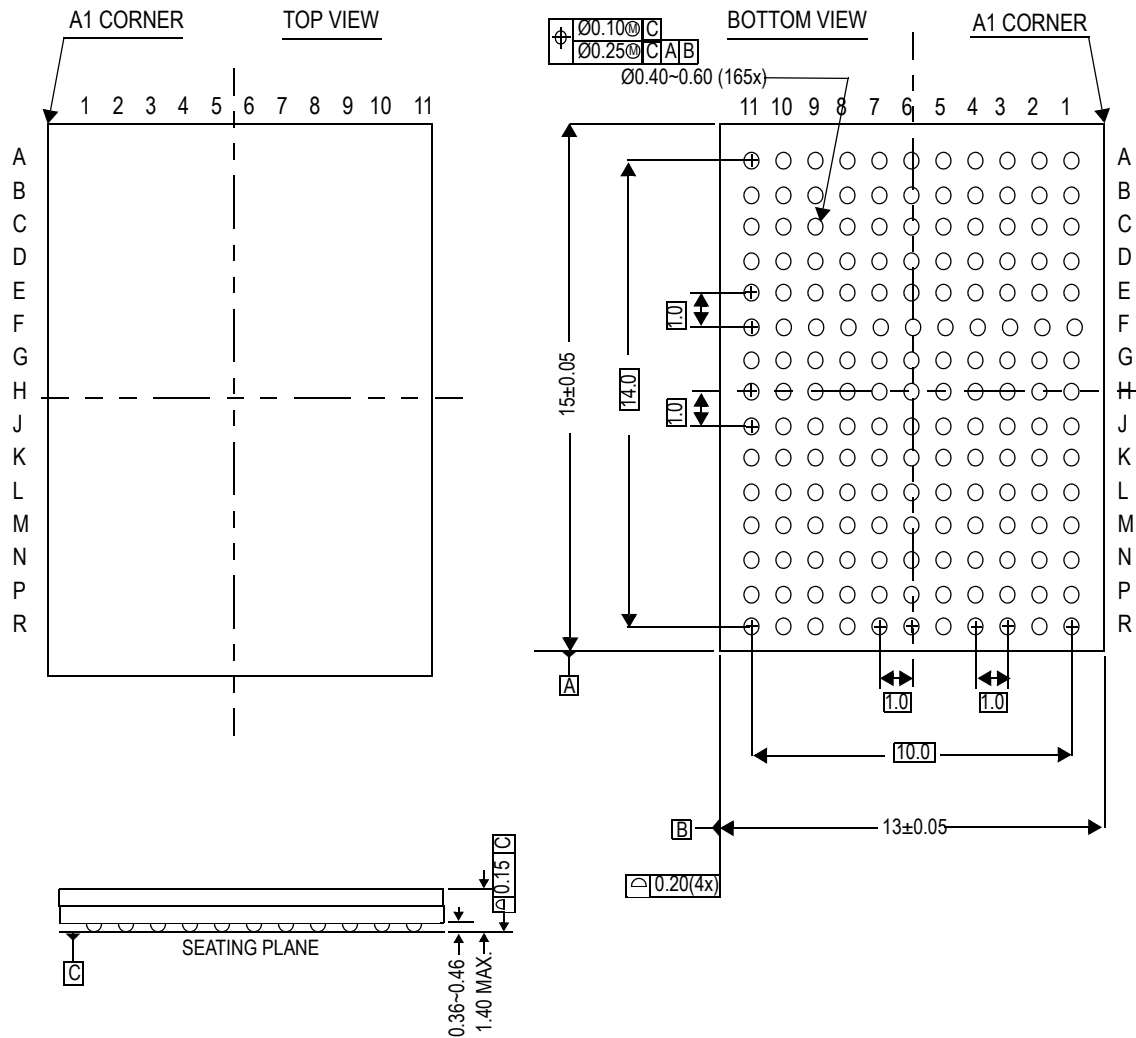 A1 CORNER
TOP VIEW
1 2 3 4 5 6 7 8 9 10 11
A
B
C
D
E
F
G
H
J
K
L
M
N
P
R
Ø0.10Ⓜ C
Ø0.25Ⓜ C A B
Ø0.40~0.60 (165x)
BOTTOM VIEW
A1 CORNER
11 10 9 8 7 6 5 4 3 2 1
A
B
C
D
E
F
G
H
J
K
L
M
N
P
R
15±0.05
14.0
1.0
1.0
A
1.0
1.0
10.0
B
13±0.05
0.20(4x)
0.15 C
SEATING PLANE
C
0.36~0.46
1.40 MAX.